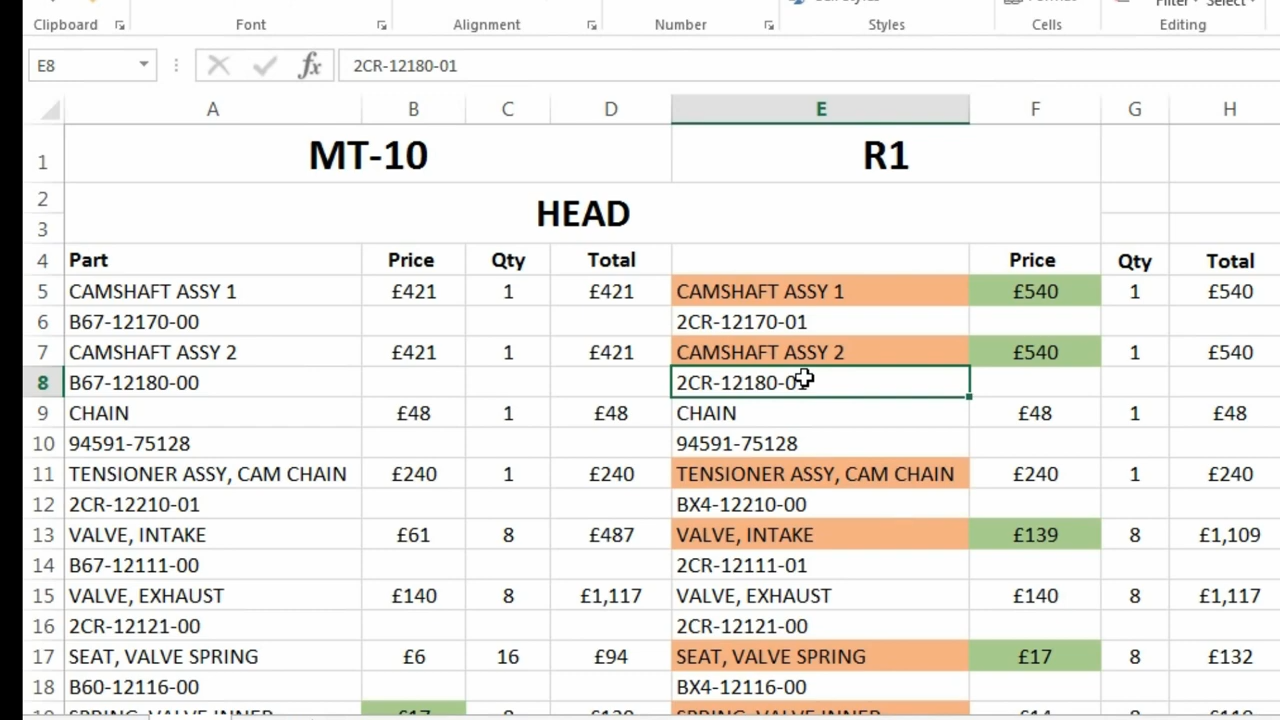 Clipboard Font Alignment Number Styles Cells Editing
E8 fx 2CR-12180-01
A B C D E F G H
1 MT-10 R1
2
HEAD
3
4 Part Price Qty Total Price Qty Total
5 CAMSHAFT ASSY 1 £421 1 £421 CAMSHAFT ASSY 1 £540 1 £540
6 B67-12170-00 2CR-12170-01
7 CAMSHAFT ASSY 2 £421 1 £421 CAMSHAFT ASSY 2 £540 1 £540
8 B67-12180-00 2CR-12180-01
9 CHAIN £48 1 £48 CHAIN £48 1 £48
10 94591-75128 94591-75128
11 TENSIONER ASSY, CAM CHAIN £240 1 £240 TENSIONER ASSY, CAM CHAIN £240 1 £240
12 2CR-12210-01 BX4-12210-00
13 VALVE, INTAKE £61 8 £487 VALVE, INTAKE £139 8 £1,109
14 B67-12111-00 2CR-12111-01
15 VALVE, EXHAUST £140 8 £1,117 VALVE, EXHAUST £140 8 £1,117
16 2CR-12121-00 2CR-12121-00
17 SEAT, VALVE SPRING £6 16 £94 SEAT, VALVE SPRING £17 8 £132
18 B60-12116-00 BX4-12116-00